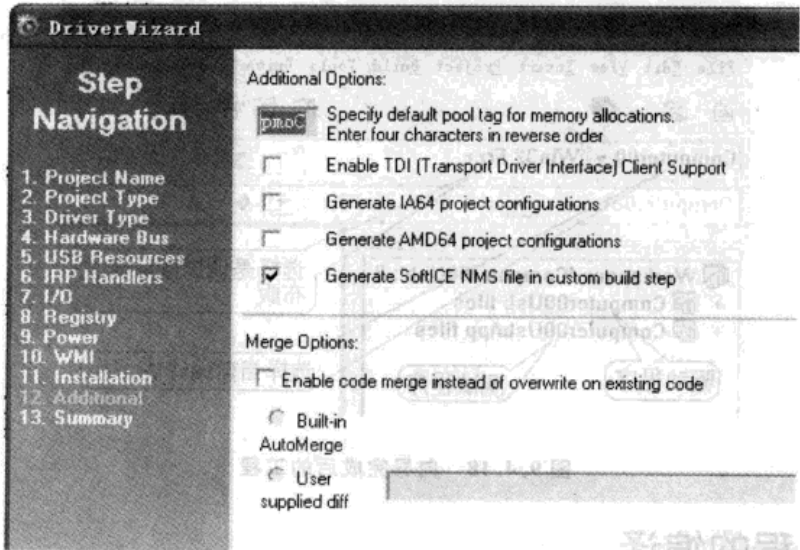 DriverWizard
Step
Navigation
1. Project Name
2. Project Type
3. Driver Type
4. Hardware Bus
5. USB Resources
6. IRP Handlers
7. I/O
8. Registry
9. Power
10. WMI
11. Installation
12. Additional
13. Summary
Additional Options:
pmoC
Specify default pool tag for memory allocations.
Enter four characters in reverse order
Enable TDI (Transport Driver Interface) Client Support
Generate IA64 project configurations
Generate AMD64 project configurations
Generate SoftICE NMS file in custom build step
Merge Options:
Enable code merge instead of overwrite on existing code
Built-in
AutoMerge
User
supplied diff